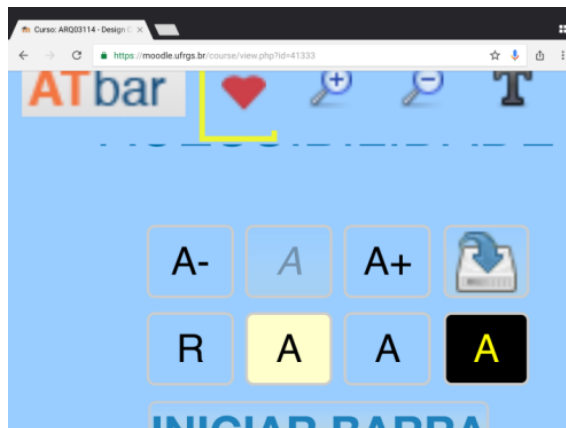 Curso: ARQ03114 - Design C
https://moodle.ufrgs.br/course/view.php?id=41333
ATbar T
A- A A+
R A A A
INICIAR BARRA